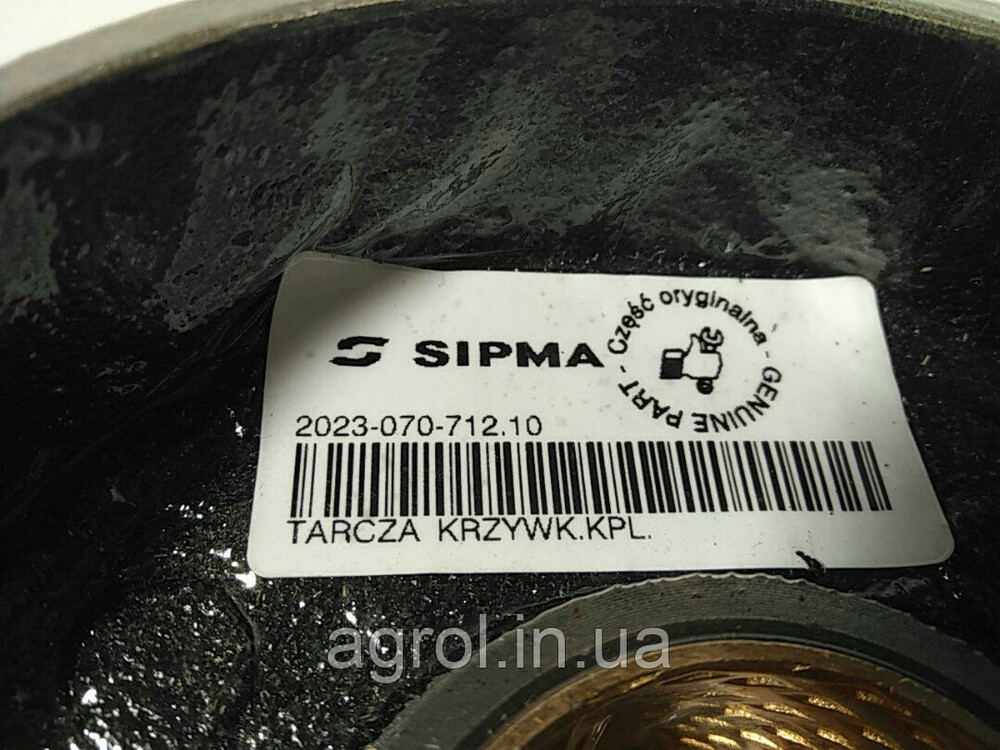 SIPMA
Część oryginalna - GENUINE PART -
2023-070-712.10
TARCZA KRZYWK.KPL.
agrol.in.ua